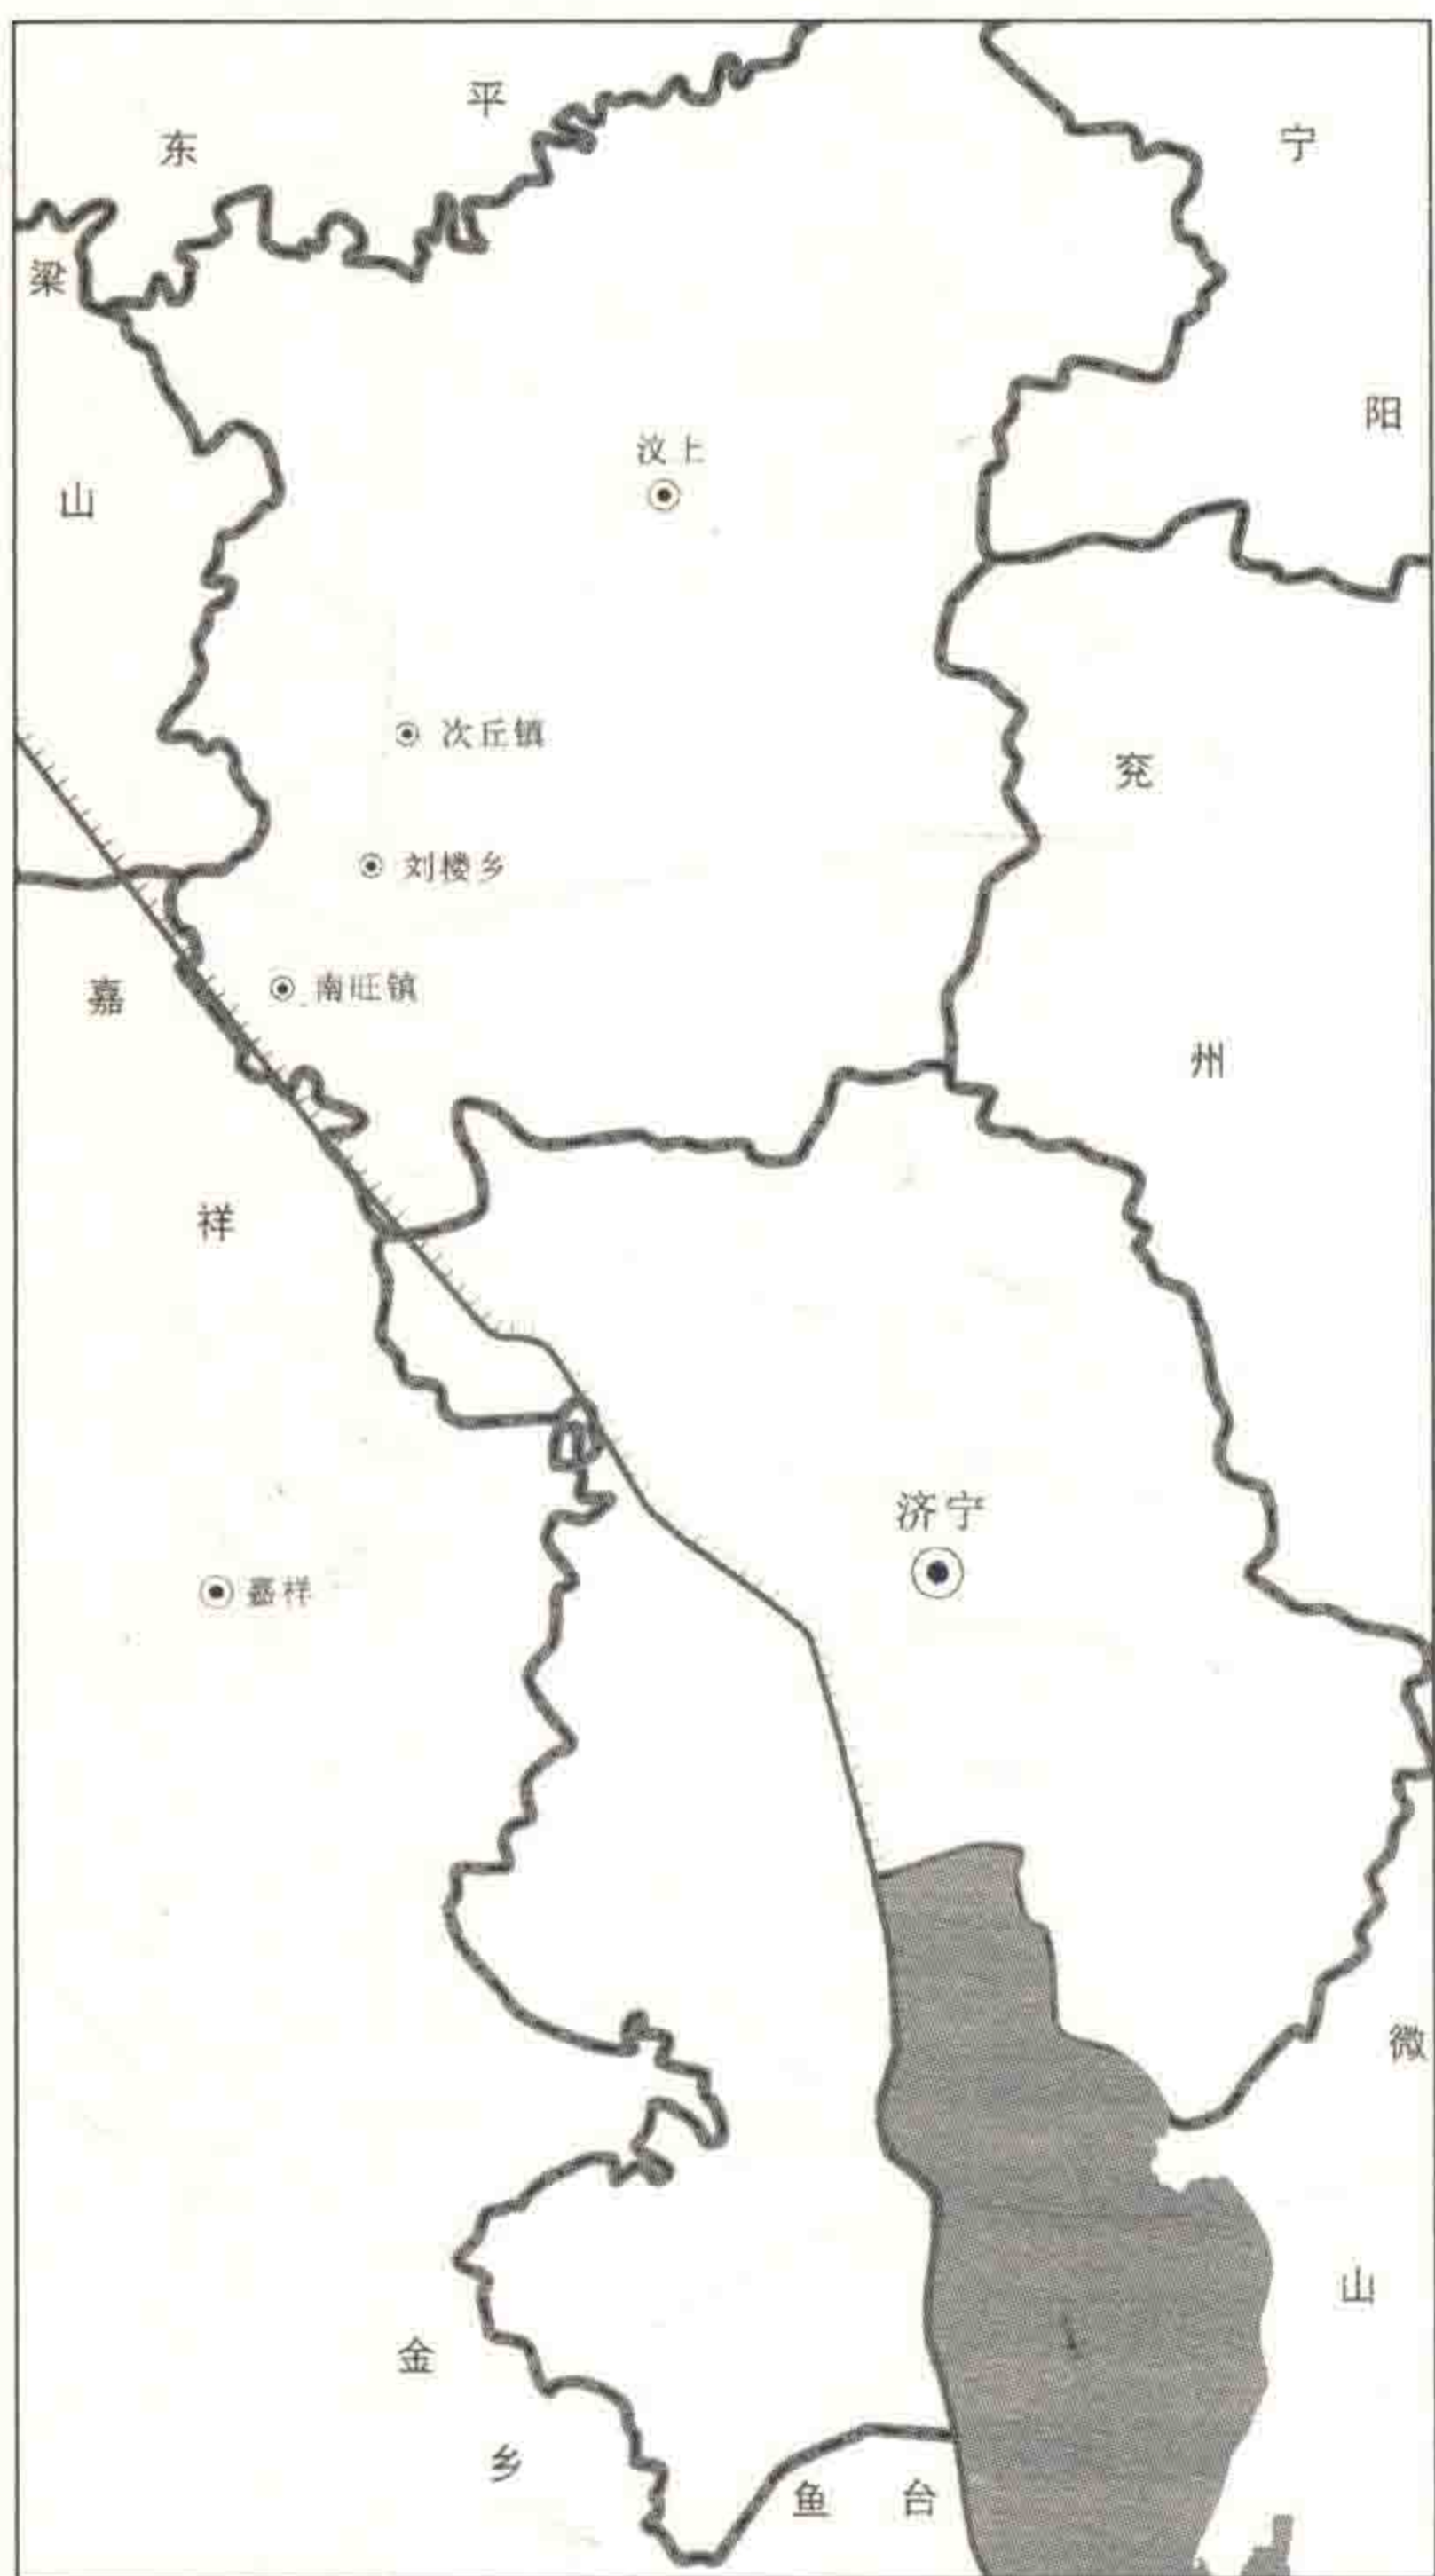 东平
宁阳
梁山
汶上
次丘镇
兖州
刘楼乡
南旺镇
嘉祥
济宁
嘉祥
微山
金乡
鱼台